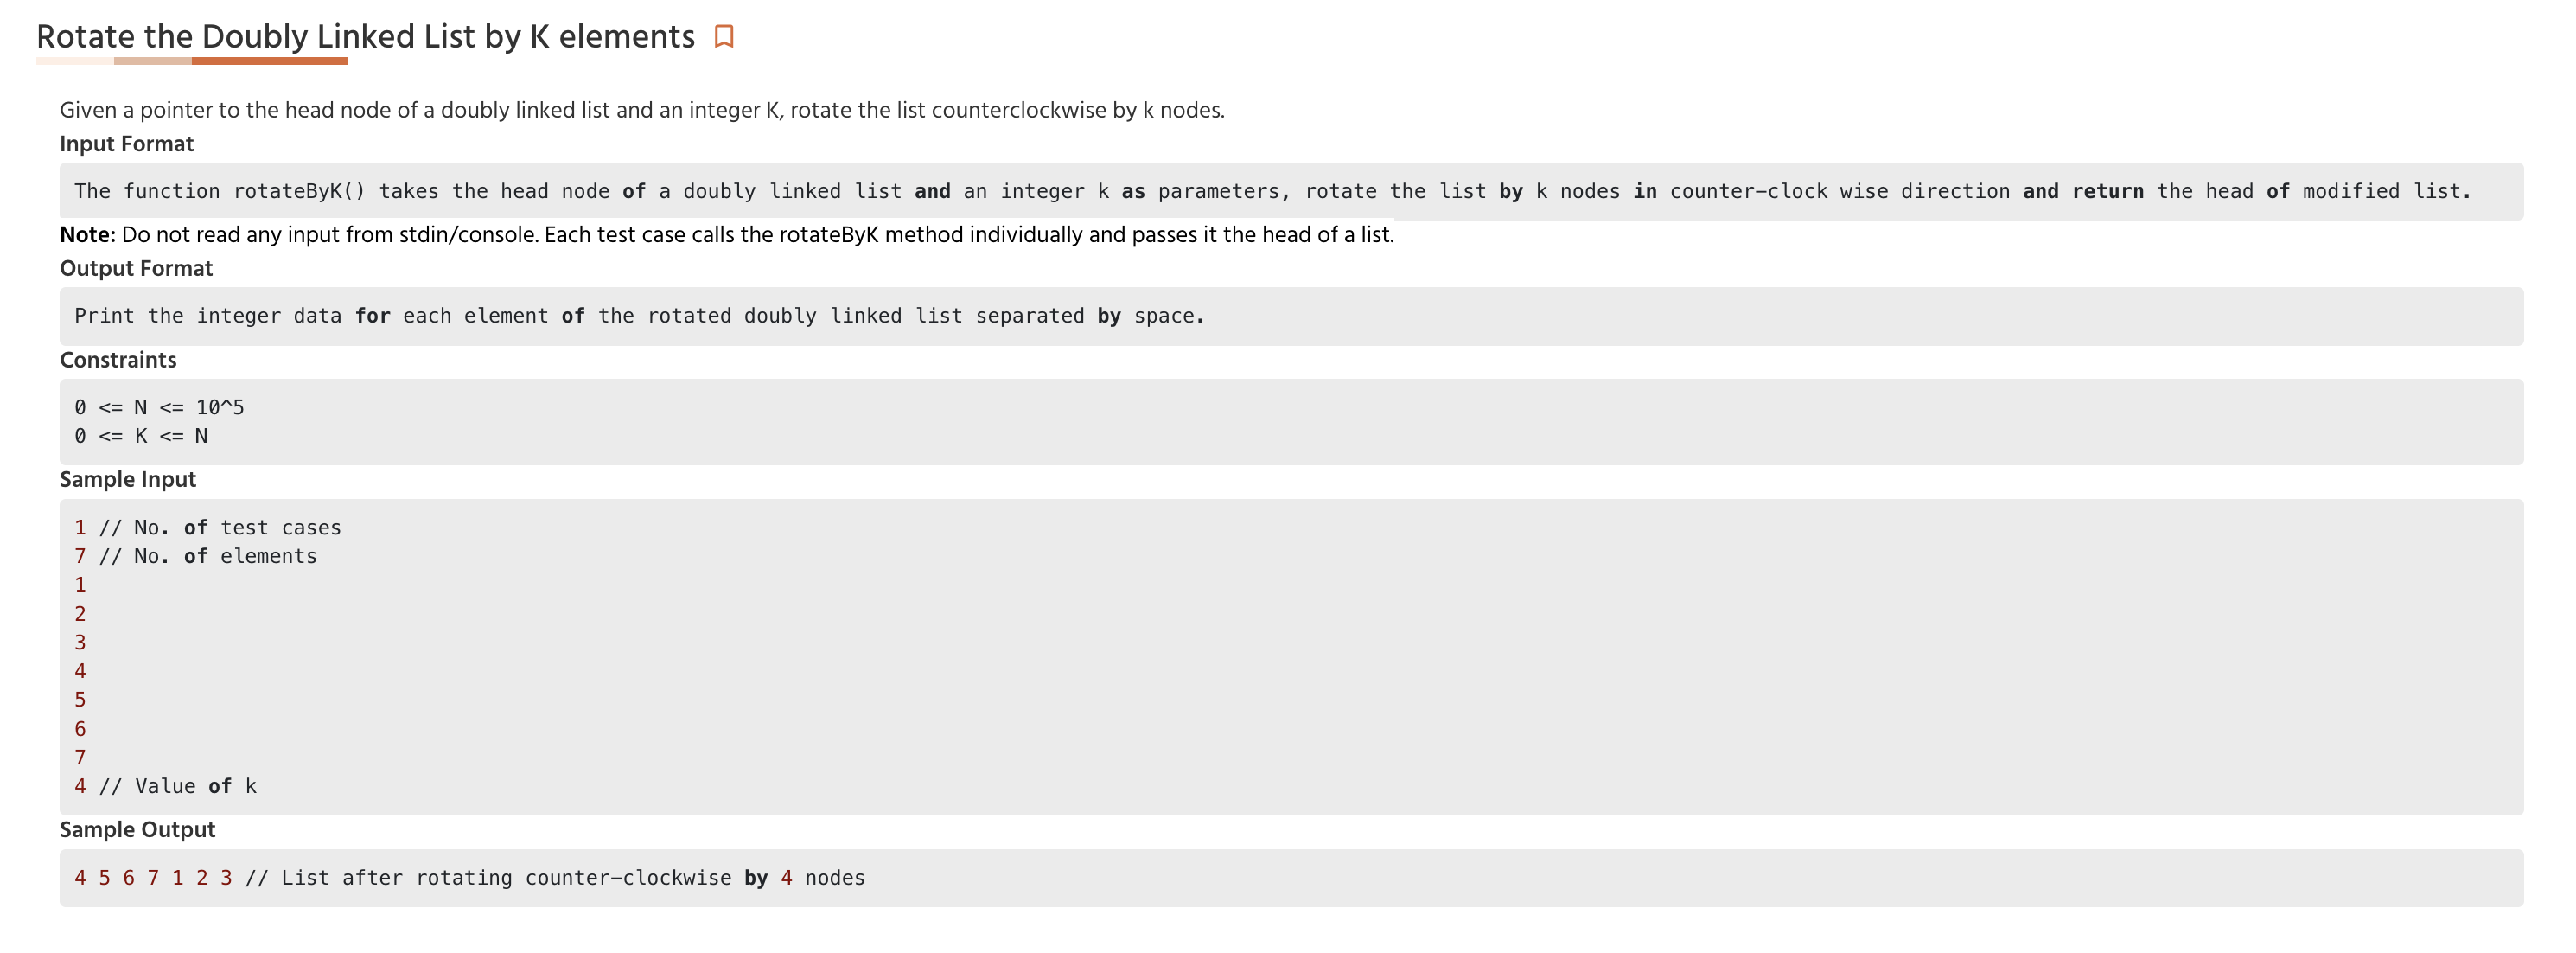 Rotate the Doubly Linked List by K elements
Given a pointer to the head node of a doubly linked list and an integer K, rotate the list counterclockwise by k nodes.
Input Format
The function rotateByK() takes the head node of a doubly linked list and an integer k as parameters, rotate the list by k nodes in counter-clock wise direction and return the head of modified list.
Note: Do not read any input from stdin/console. Each test case calls the rotateByK method individually and passes it the head of a list.
Output Format
Print the integer data for each element of the rotated doubly linked list separated by space.
Constraints
0 <= N <= 10^5
0 <= K <= N
Sample Input
1 // No. of test cases
7 // No. of elements
1
2
3
4
5
6
7
4 // Value of k
Sample Output
4 5 6 7 1 2 3 // List after rotating counter-clockwise by 4 nodes